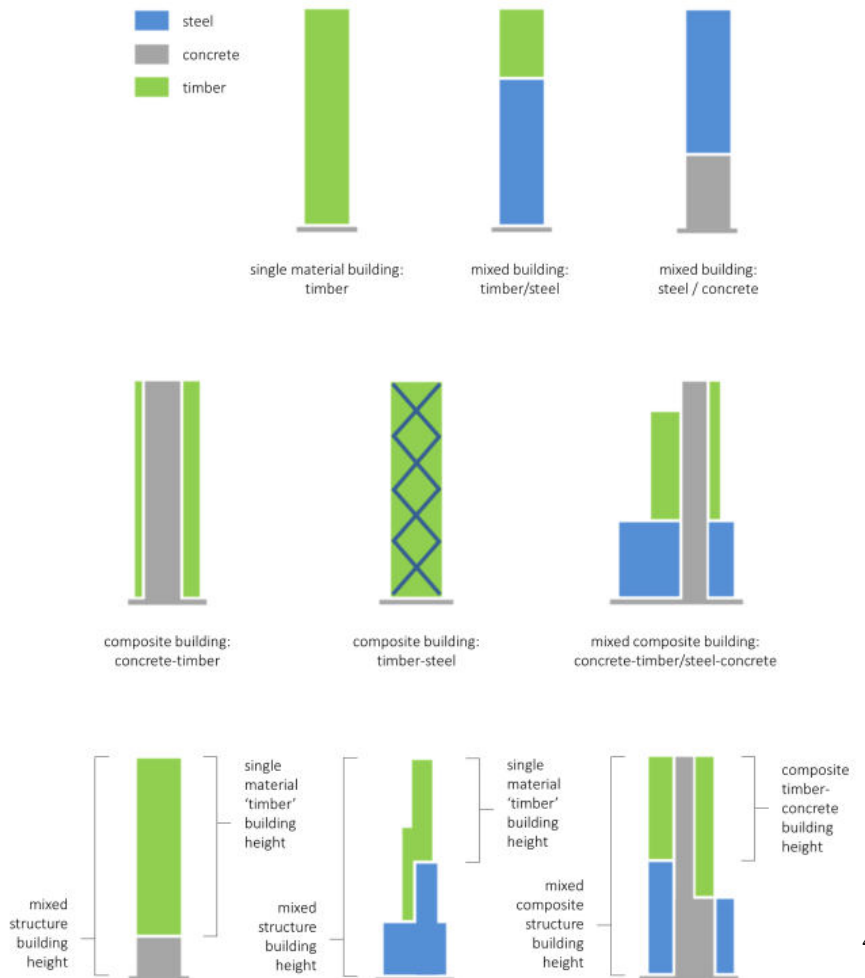 steel
concrete
timber
single material building:
timber
mixed building:
timber/steel
mixed building:
steel / concrete
composite building:
concrete-timber
composite building:
timber-steel
mixed composite building:
concrete-timber/steel-concrete
mixed
structure
building
height
single
material
'timber'
building
height
mixed
structure
building
height
single
material
'timber'
building
height
mixed
composite
structure
building
height
composite
timber-
concrete
building
height